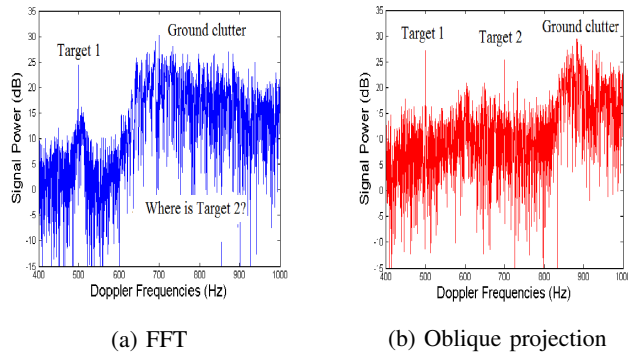 Ground clutter
Target 1
Where is Target 2?
Signal Power (dB)
35
30
25
20
15
10
5
0
-5
-10
-15
400 500 600 700 800 900 1000
Doppler Frequencies (Hz)
(a) FFT
Ground clutter
Target 1 Target 2
Signal Power (dB)
35
30
25
20
15
10
5
0
-5
-10
-15
400 500 600 700 800 900 1000
Doppler Frequencies (Hz)
(b) Oblique projection